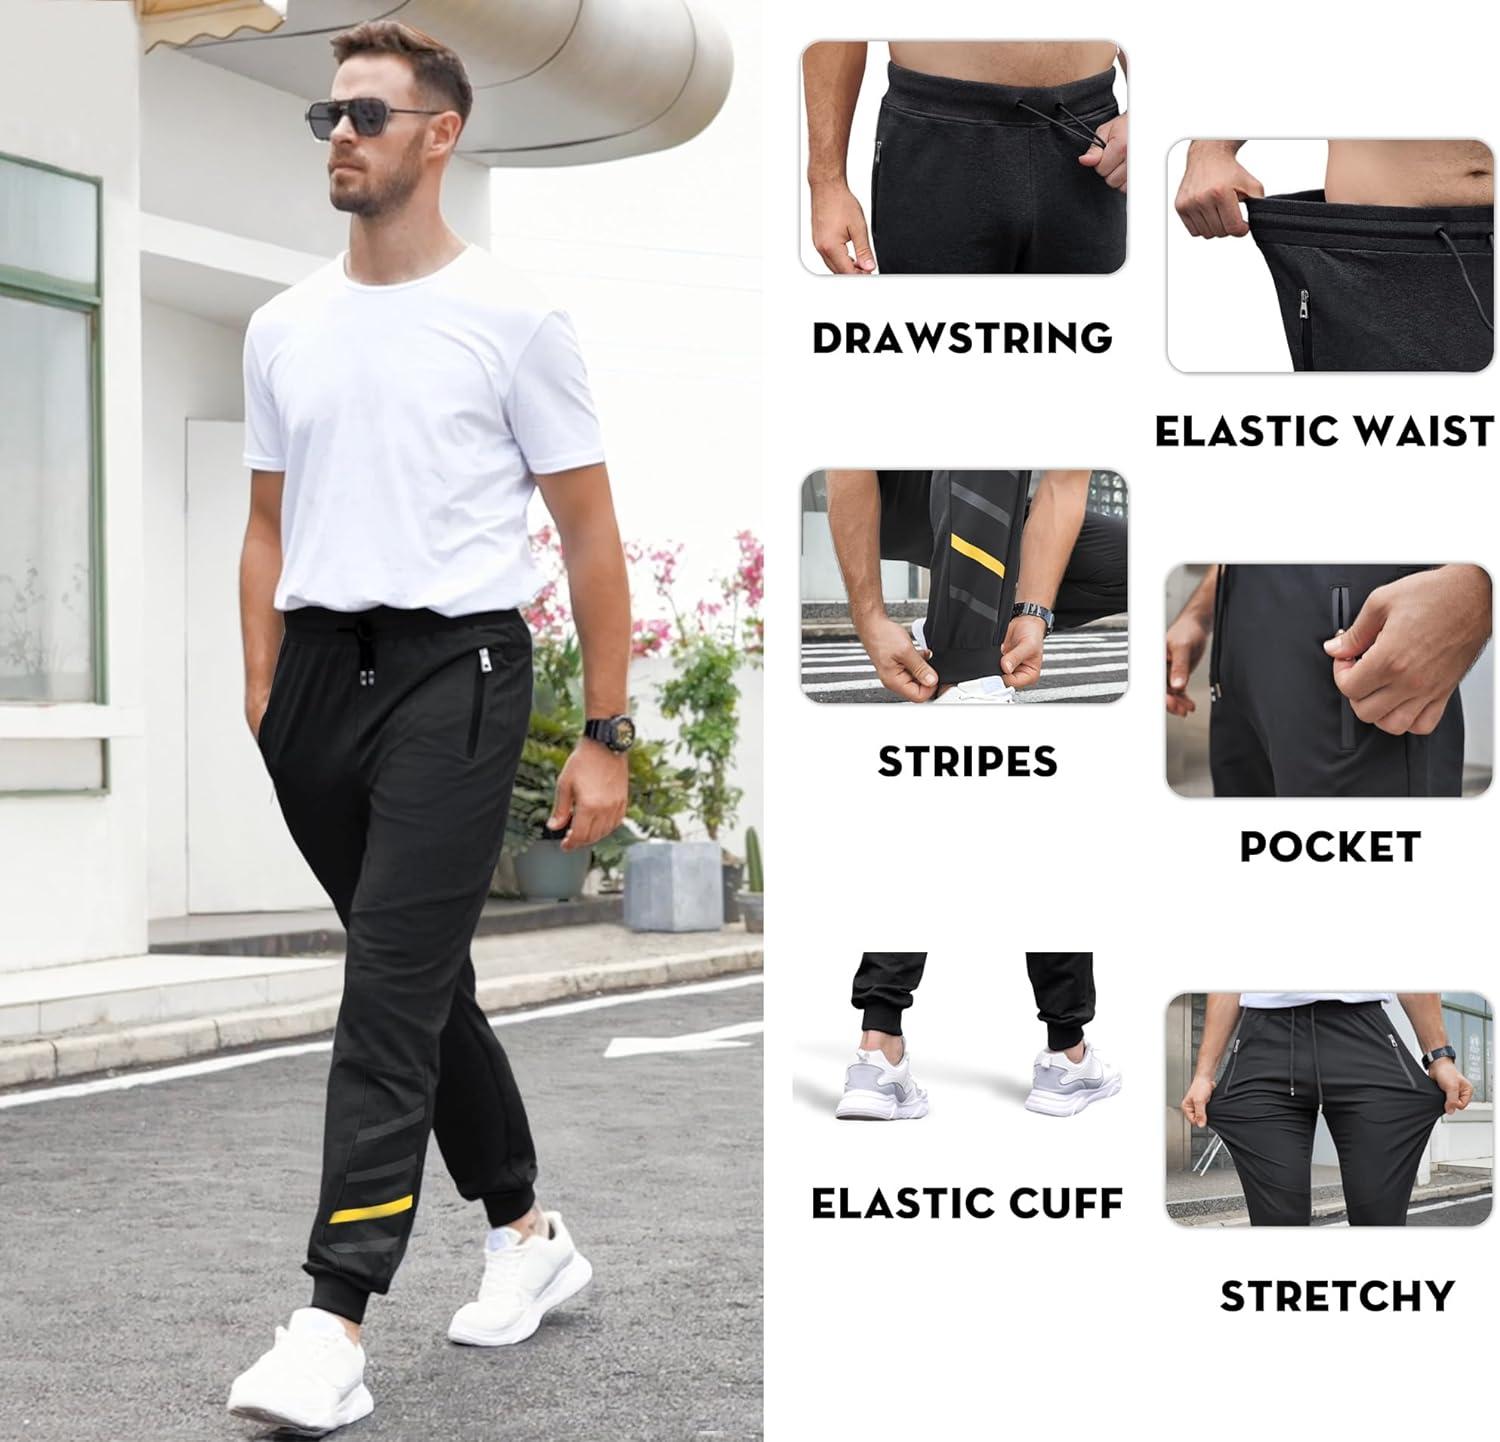 DRAWSTRING
ELASTIC WAIST
STRIPES
POCKET
ELASTIC CUFF
STRETCHY